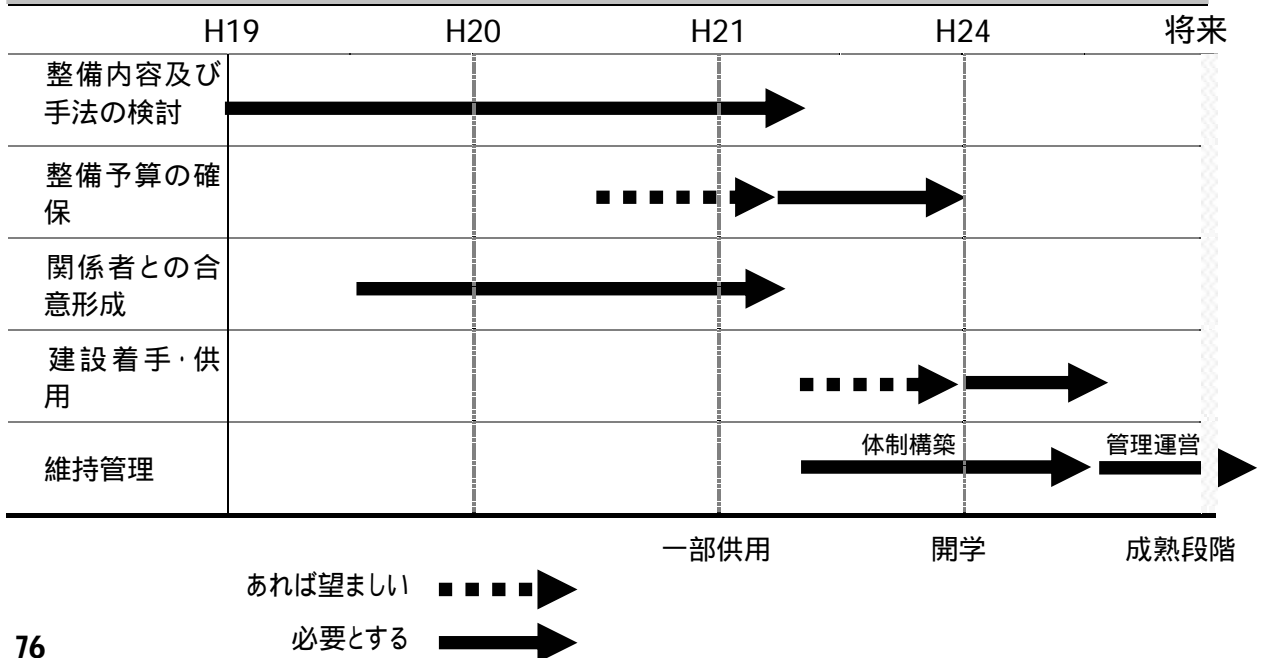 H19 H20 H21 H24 将来
整備内容及び
手法の検討
整備予算の確
保
関係者との合
意形成
建設着手・供
用
体制構築 管理運営
維持管理
一部供用 開学 成熟段階
あれば望ましい
必要とする
76